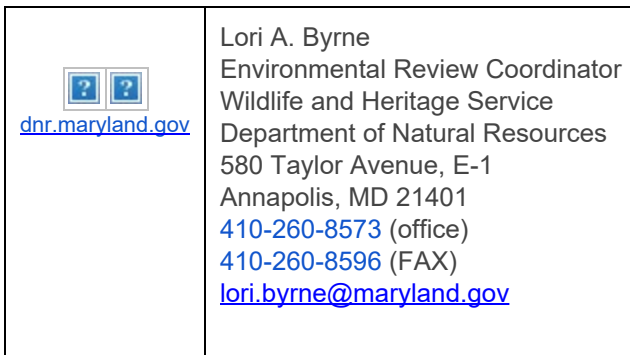 dnr.maryland.gov
Lori A. Byrne
Environmental Review Coordinator
Wildlife and Heritage Service
Department of Natural Resources
580 Taylor Avenue, E-1
Annapolis, MD 21401
410-260-8573 (office)
410-260-8596 (FAX)
lori.byrne@maryland.gov